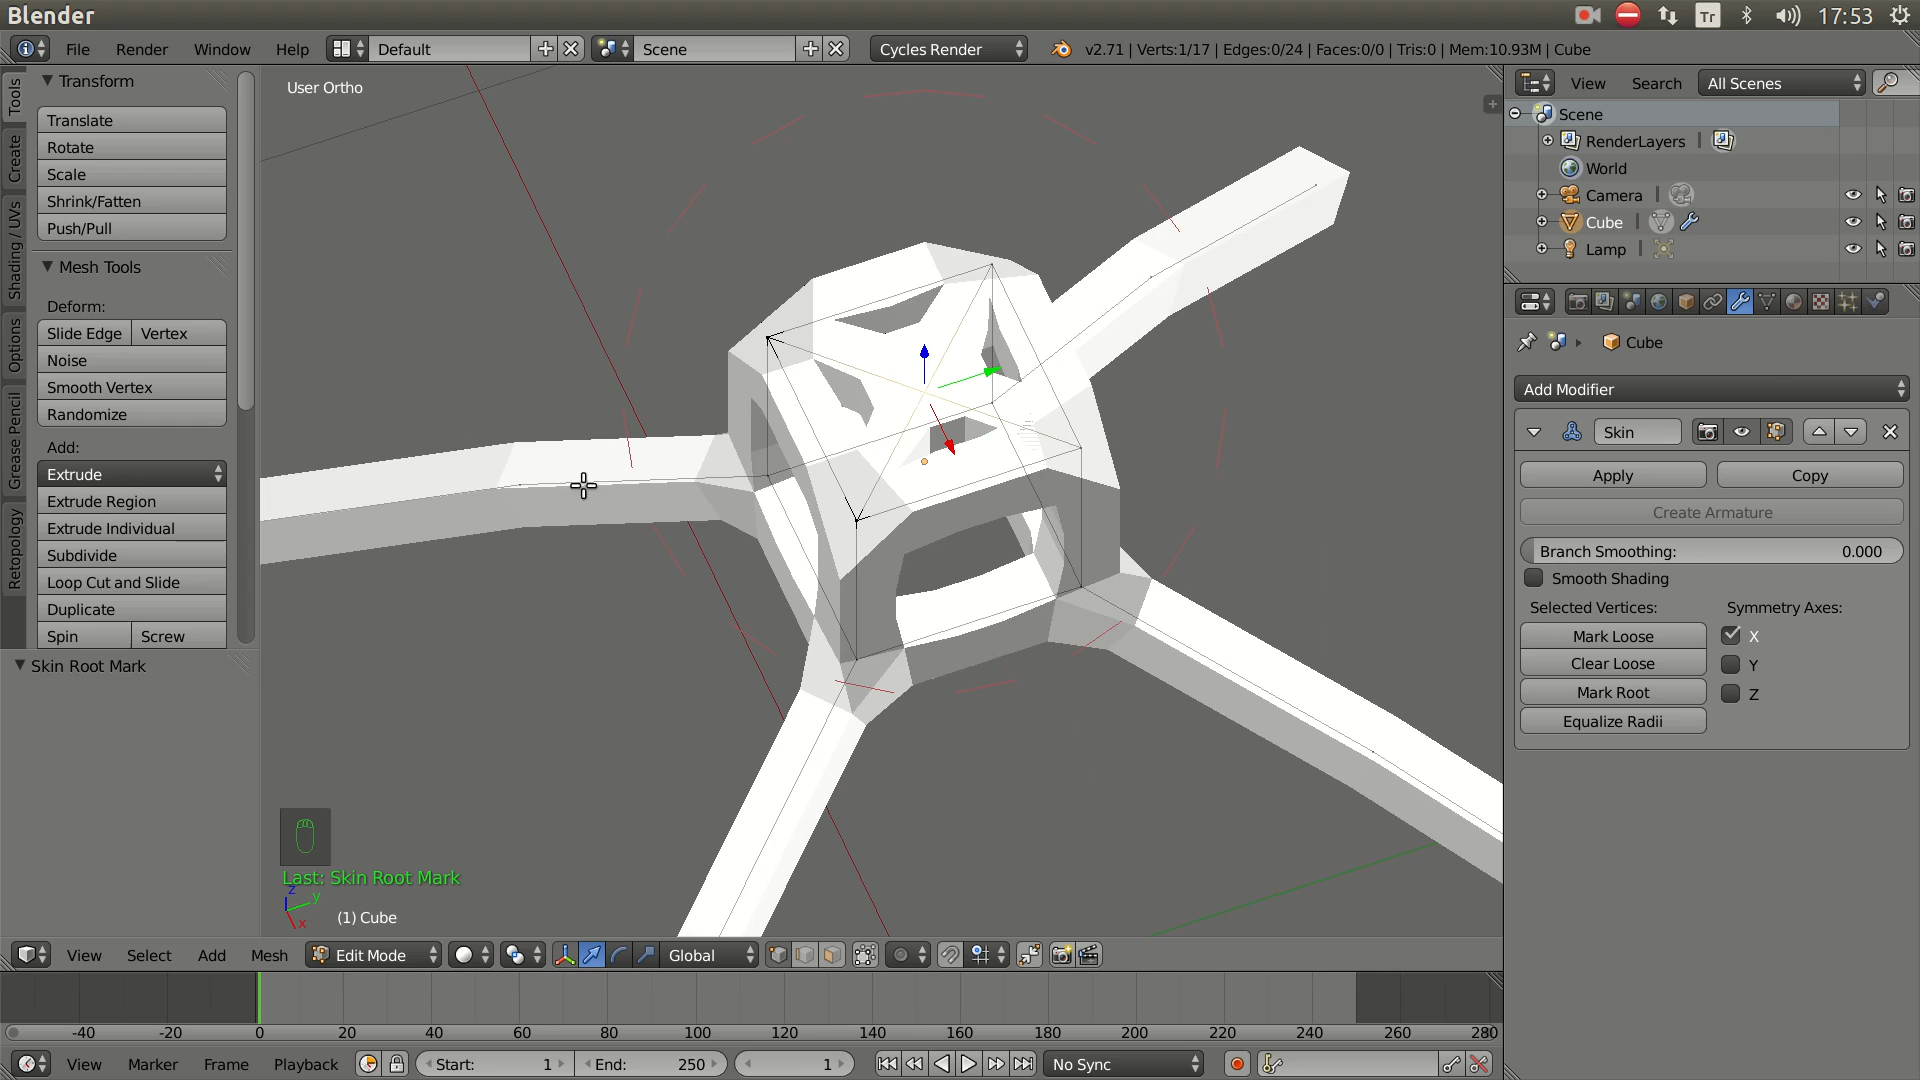 Blender
Tr
17:53
File Render Window Help Default Scene Cycles Render v2.71 | Verts:1/17 | Edges:0/24 | Faces:0/0 | Tris:0 | Mem:10.93M | Cube
Tools
Create
Shading / UVs
Options
Grease Pencil
Retopology
Transform
Translate
Rotate
Scale
Shrink/Fatten
Push/Pull
Mesh Tools
Deform:
Slide Edge Vertex
Noise
Smooth Vertex
Randomize
Add:
Extrude
Extrude Region
Extrude Individual
Subdivide
Loop Cut and Slide
Duplicate
Spin Screw
Skin Root Mark
User Ortho
Last: Skin Root Mark
z
y
x
(1) Cube
View Search All Scenes
Scene
RenderLayers
World
Camera
Cube
Lamp
Cube
Add Modifier
Skin
Apply Copy
Create Armature
Branch Smoothing: 0.000
Smooth Shading
Selected Vertices: Symmetry Axes:
Mark Loose X
Clear Loose Y
Mark Root Z
Equalize Radii
View Select Add Mesh Edit Mode Global
-40 -20 0 20 40 60 80 100 120 140 160 180 200 220 240 260 280
View Marker Frame Playback Start: 1 End: 250 1 No Sync